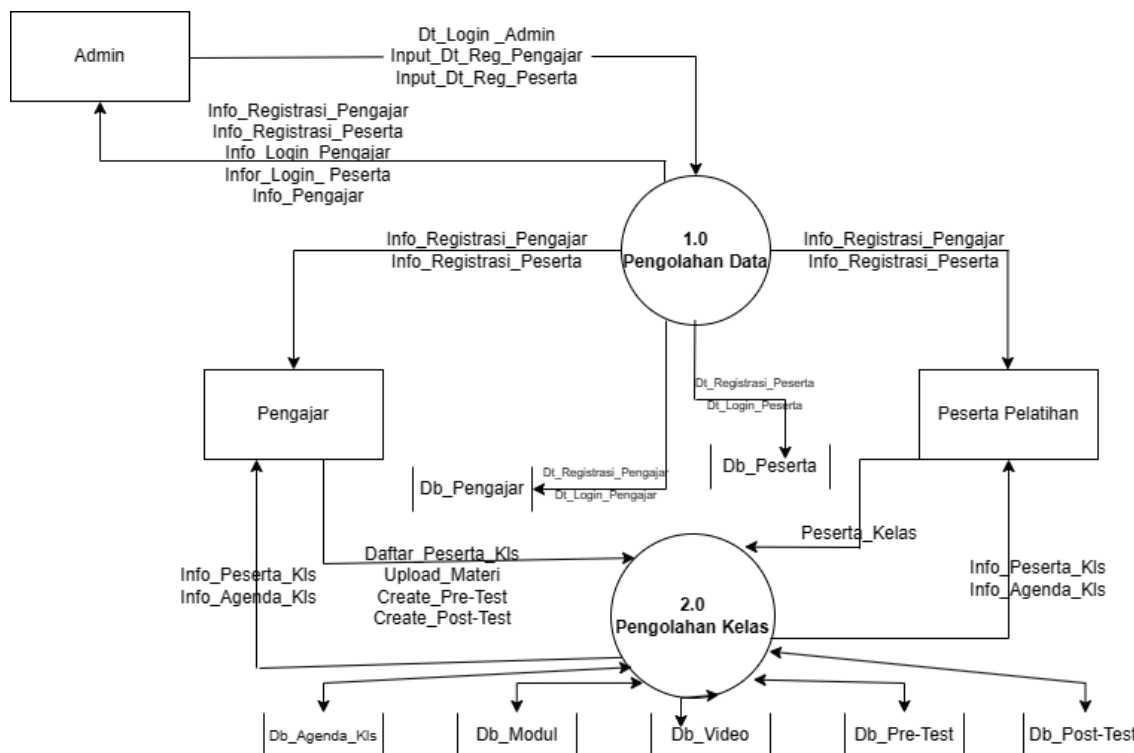 Admin
Dt_Login _Admin
Input_Dt_Reg_Pengajar
Input_Dt_Reg_Peserta
Info_Registrasi_Pengajar
Info_Registrasi_Peserta
Info_Login_Pengajar
Infor_Login_ Peserta
Info_Pengajar
1.0
Pengolahan Data
Info_Registrasi_Pengajar
Info_Registrasi_Peserta
Info_Registrasi_Pengajar
Info_Registrasi_Peserta
Pengajar
Peserta Pelatihan
Dt_Registrasi_Peserta
Dt_Login_Peserta
Db_Peserta
Dt_Registrasi_Pengajar
Dt_Login_Pengajar
Db_Pengajar
Peserta_Kelas
Daftar_Peserta_Kls
Upload_Materi
Create_Pre-Test
Create_Post-Test
Info_Peserta_Kls
Info_Agenda_Kls
Info_Peserta_Kls
Info_Agenda_Kls
2.0
Pengolahan Kelas
Db_Agenda_Kls
Db_Modul
Db_Video
Db_Pre-Test
Db_Post-Test